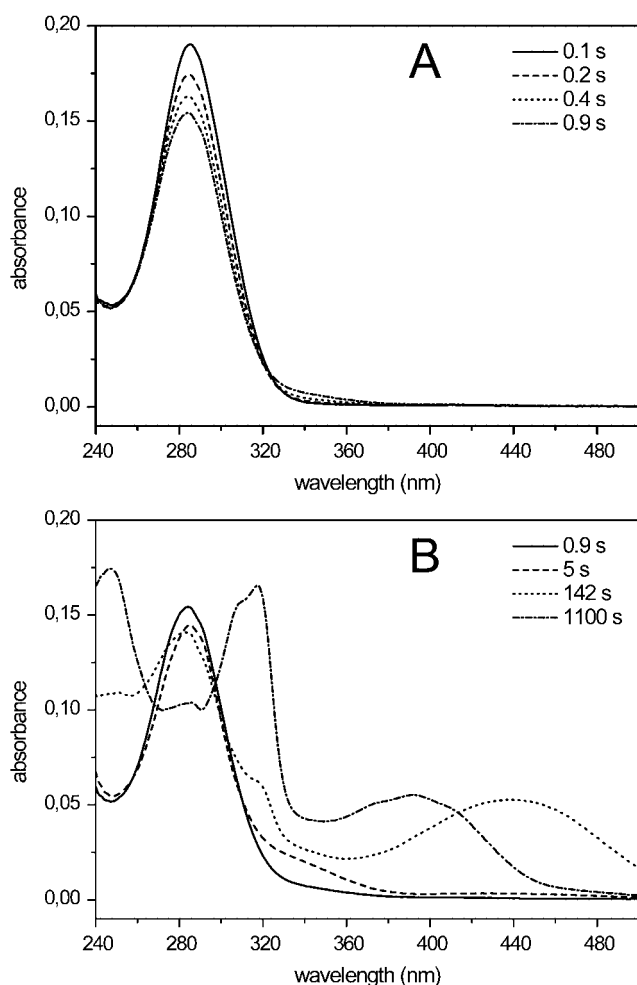 A
0.1 s
0.2 s
0.4 s
0.9 s
0,20
0,15
0,10
0,05
0,00
absorbance
240 280 320 360 400 440 480
wavelength (nm)
B
0.9 s
5 s
142 s
1100 s
0,20
0,15
0,10
0,05
0,00
absorbance
240 280 320 360 400 440 480
wavelength (nm)